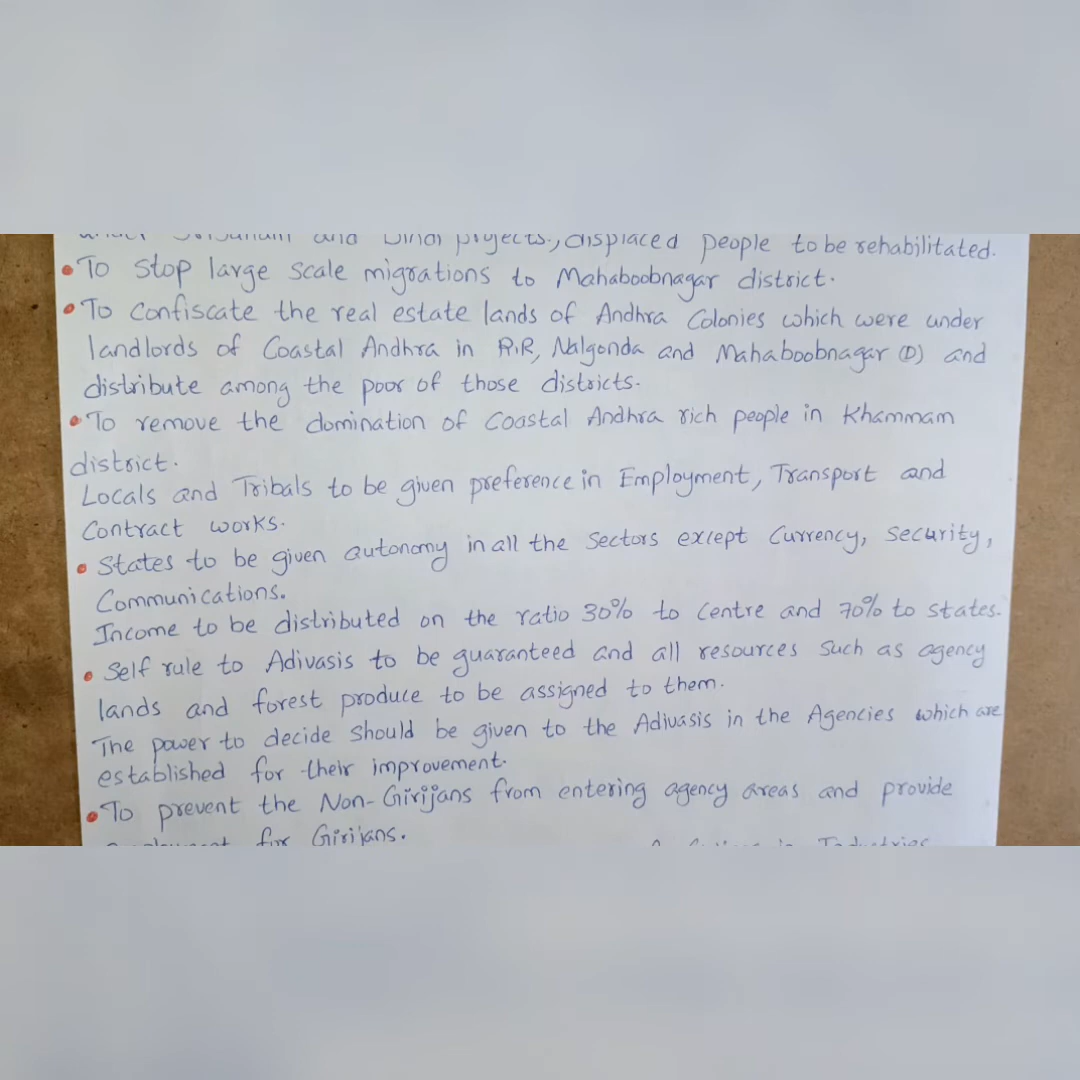 and projects., displaced people to be rehabilitated.
• To stop large scale migrations to Mahaboobnagar district.
• To confiscate the real estate lands of Andhra Colonies which were under
landlords of Coastal Andhra in R.R, Nalgonda and Mahaboobnagar (D) and
distribute among the poor of those districts.
• To remove the domination of Coastal Andhra rich people in Khammam
district.
Locals and Tribals to be given preference in Employment, Transport and
Contract works.
• States to be given autonomy in all the sectors except Currency, security,
Communications.
Income to be distributed on the ratio 30% to Centre and 70% to states.
• Self rule to Adivasis to be guaranteed and all resources such as agency
lands and forest produce to be assigned to them.
The power to decide should be given to the Adivasis in the Agencies which are
established for their improvement.
• To prevent the Non-Girijans from entering agency areas and provide
for Girijans.